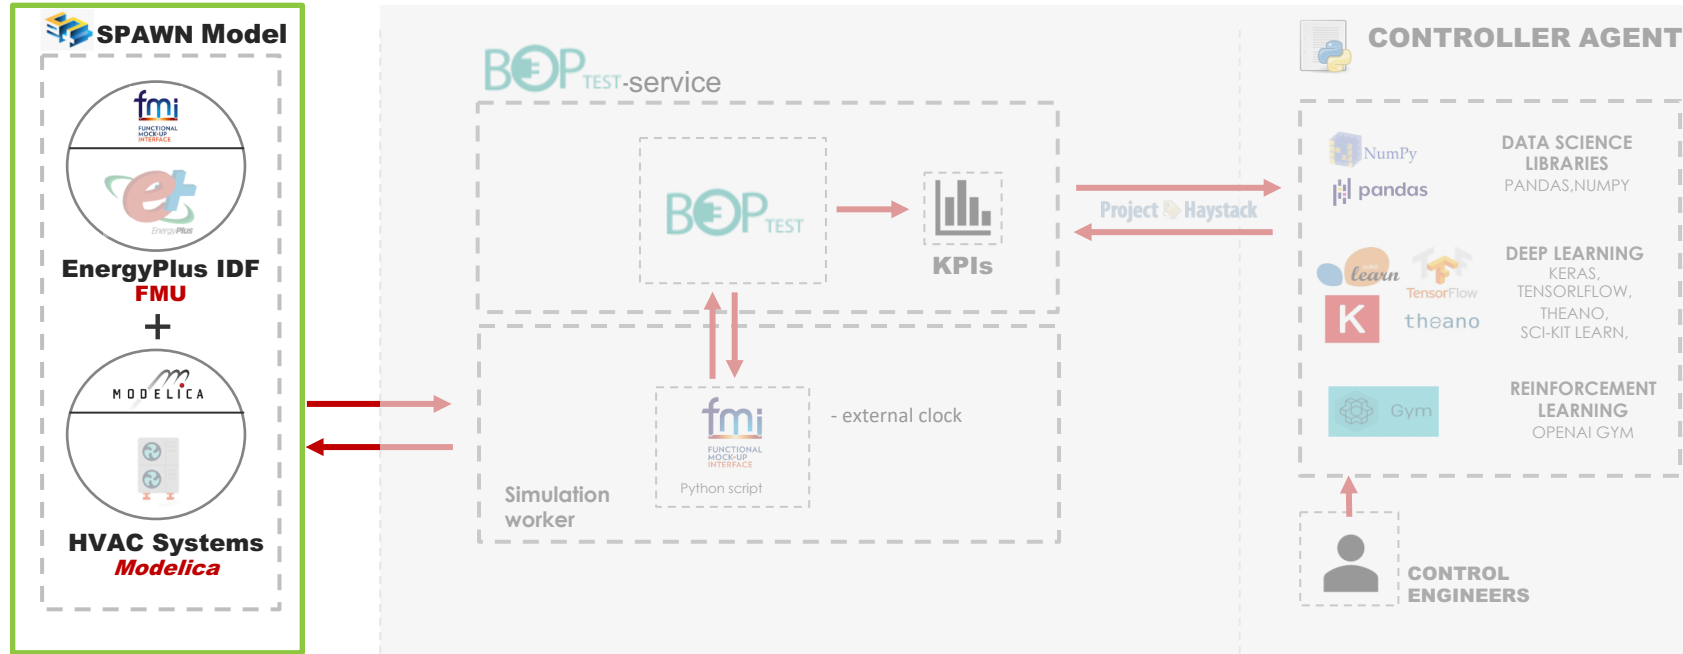 SPAWN Model
fmi
FUNCTIONAL
MOCK-UP
INTERFACE
et
EnergyPlus
EnergyPlus IDF
FMU
+
MODELICA
HVAC Systems
Modelica
BOPTEST-service
BOPTEST
KPIs
fmi
FUNCTIONAL
MOCK-UP
INTERFACE
Python script
- external clock
Simulation
worker
Project Haystack
CONTROLLER AGENT
NumPy
pandas
DATA SCIENCE
LIBRARIES
PANDAS,NUMPY
learn
TensorFlow
K
theano
DEEP LEARNING
KERAS,
TENSORLFLOW,
THEANO,
SCI-KIT LEARN,
Gym
REINFORCEMENT
LEARNING
OPENAI GYM
CONTROL
ENGINEERS